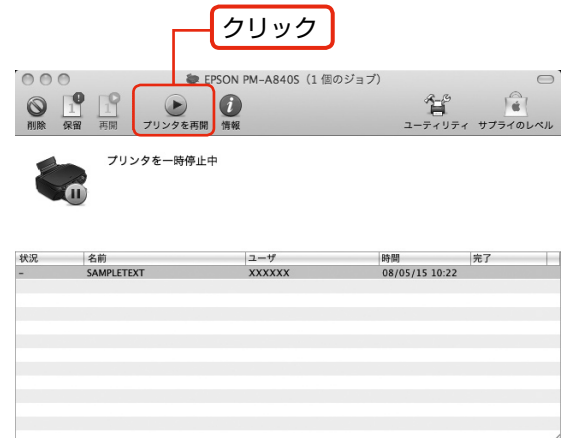 クリック
EPSON PM-A840S（1 個のジョブ）
削除 保留 再開 プリンタを再開 情報 ユーティリティ サプライのレベル
プリンタを一時停止中
状況 名前 ユーザ 時間 完了
– SAMPLETEXT XXXXXX 08/05/15 10:22